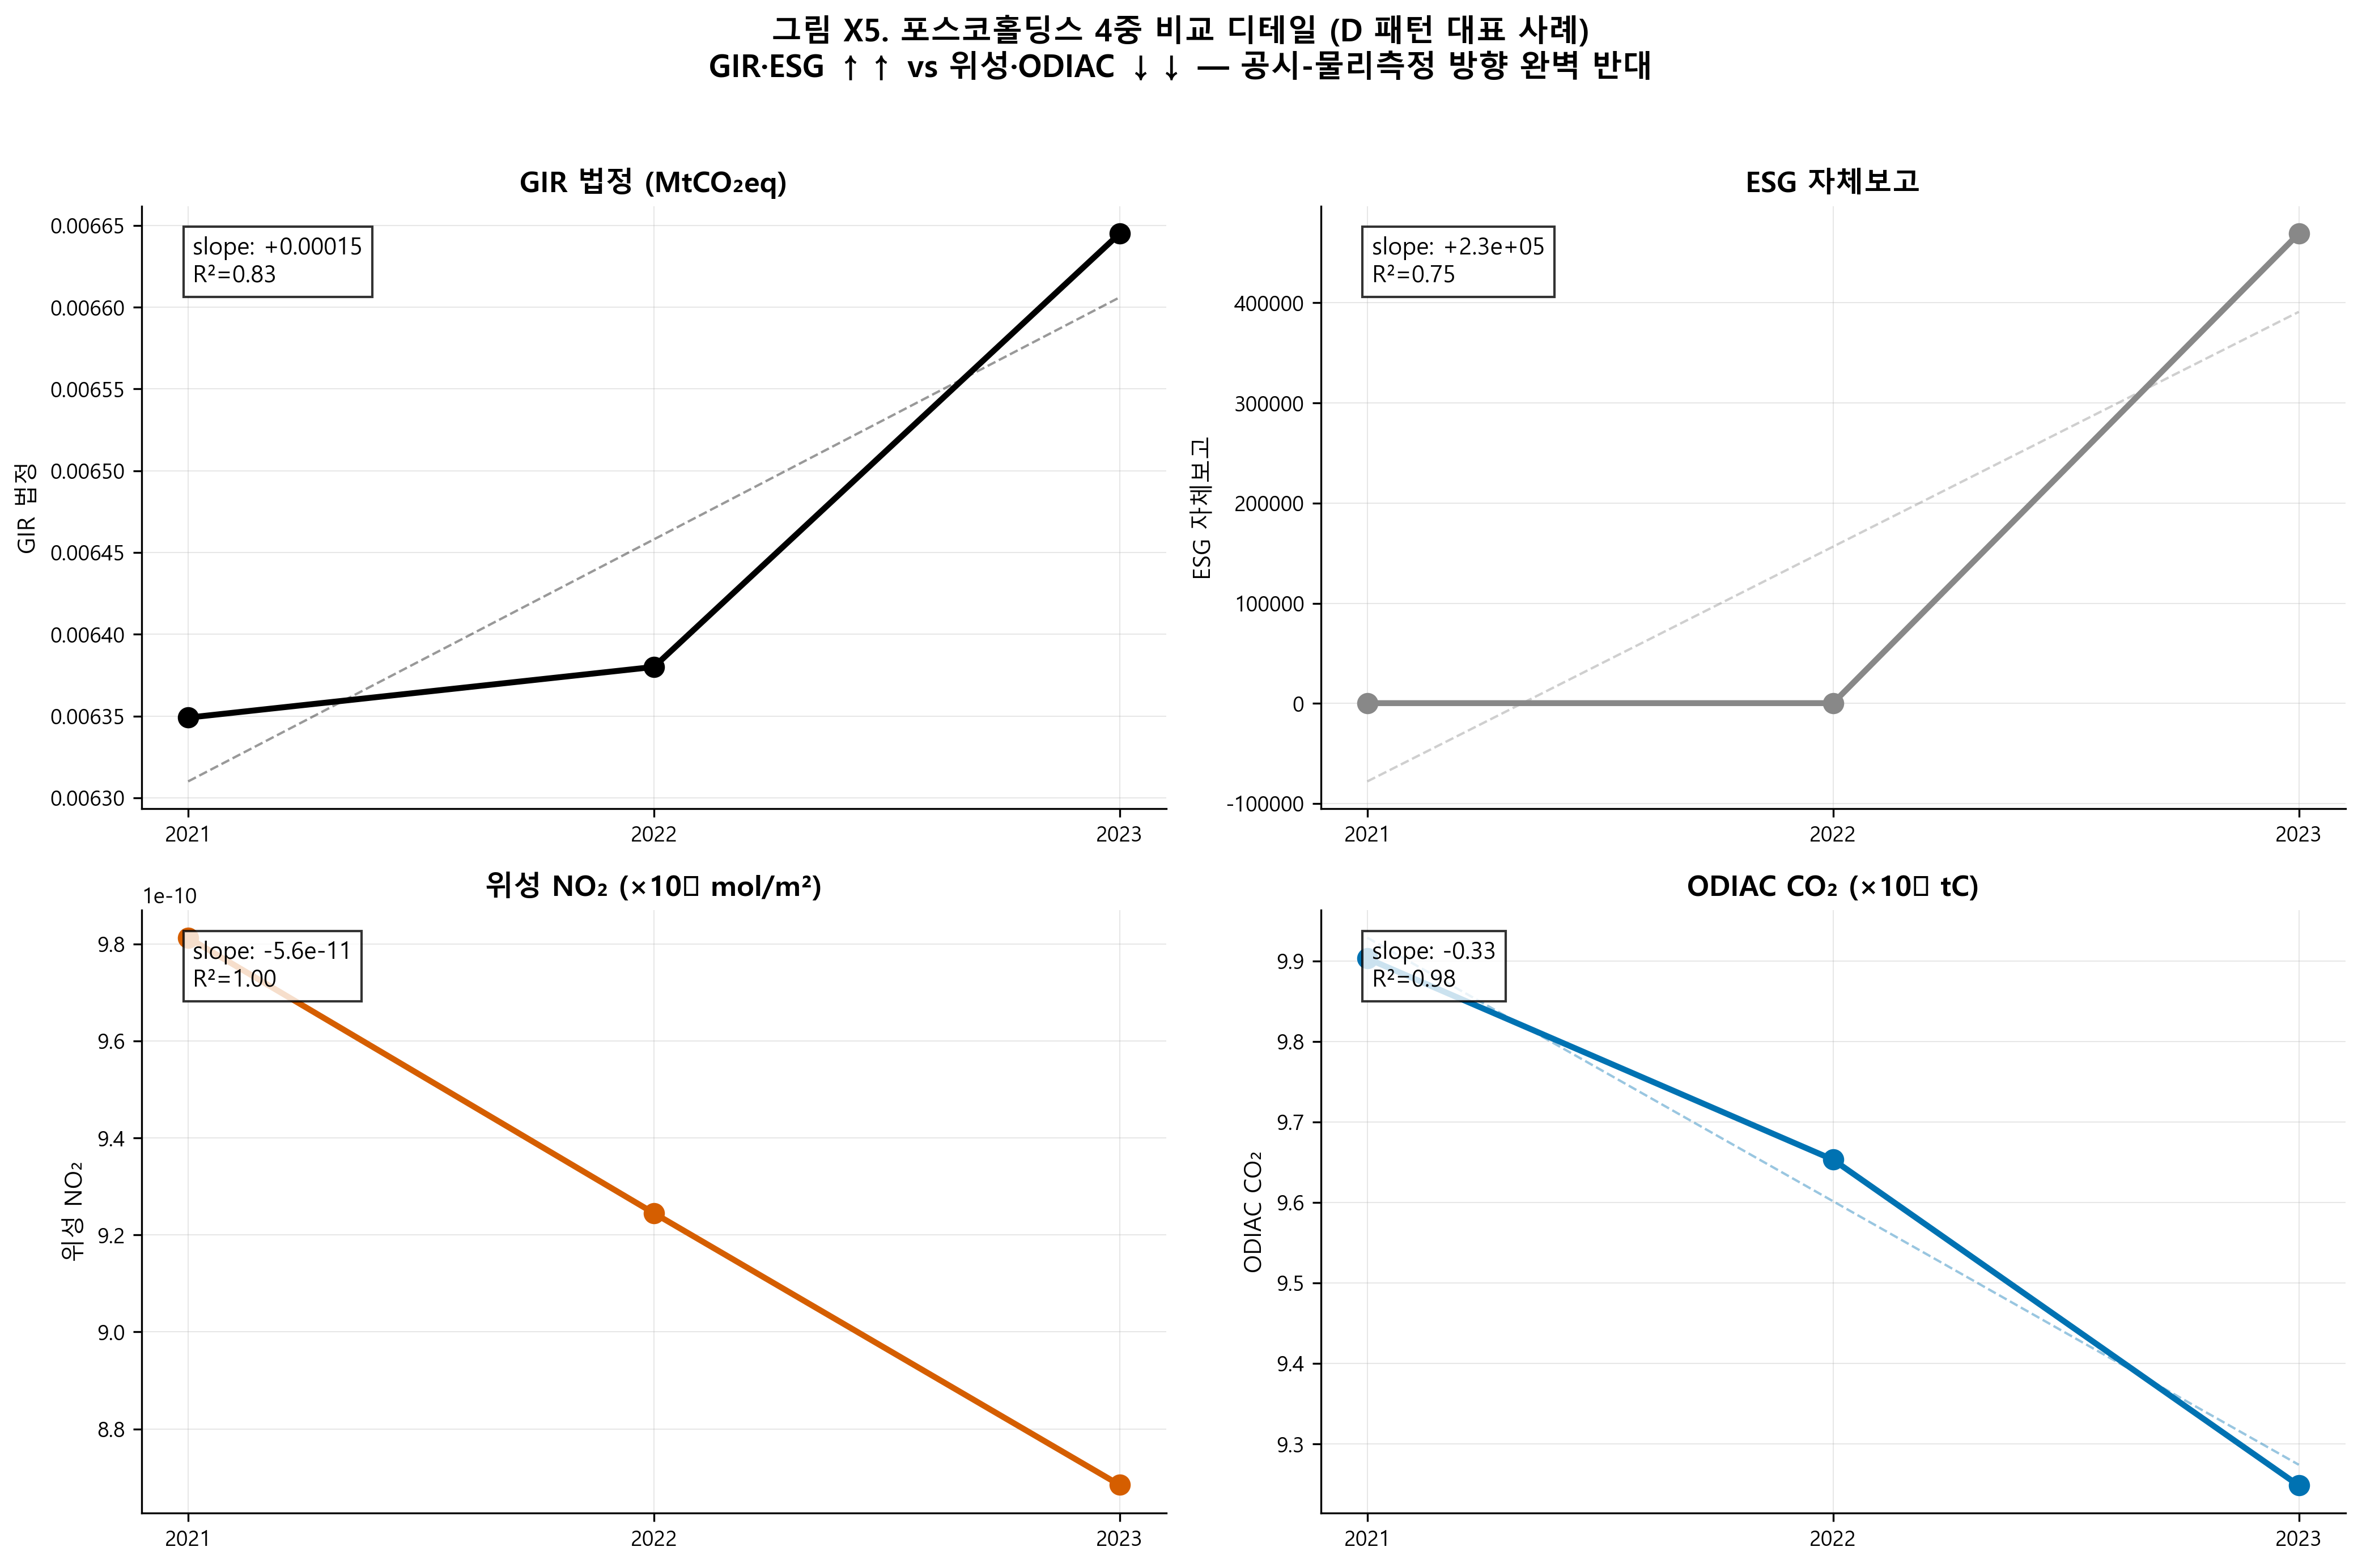 그림 X5. 포스코홀딩스 4중 비교 디테일 (D 패턴 대표 사례)
GIR·ESG ↑↑ vs 위성·ODIAC ↓↓ — 공시-물리측정 방향 완벽 반대
GIR 법정 (MtCO₂eq)
slope: +0.00015
R²=0.83
GIR 법정
0.00665
0.00660
0.00655
0.00650
0.00645
0.00640
0.00635
0.00630
2021
2022
2023
ESG 자체보고
slope: +2.3e+05
R²=0.75
ESG 자체보고
400000
300000
200000
100000
0
-100000
2021
2022
2023
위성 NO₂ (×10▯ mol/m²)
1e-10
slope: -5.6e-11
R²=1.00
위성 NO₂
9.8
9.6
9.4
9.2
9.0
8.8
2021
2022
2023
ODIAC CO₂ (×10▯ tC)
slope: -0.33
R²=0.98
ODIAC CO₂
9.9
9.8
9.7
9.6
9.5
9.4
9.3
2021
2022
2023